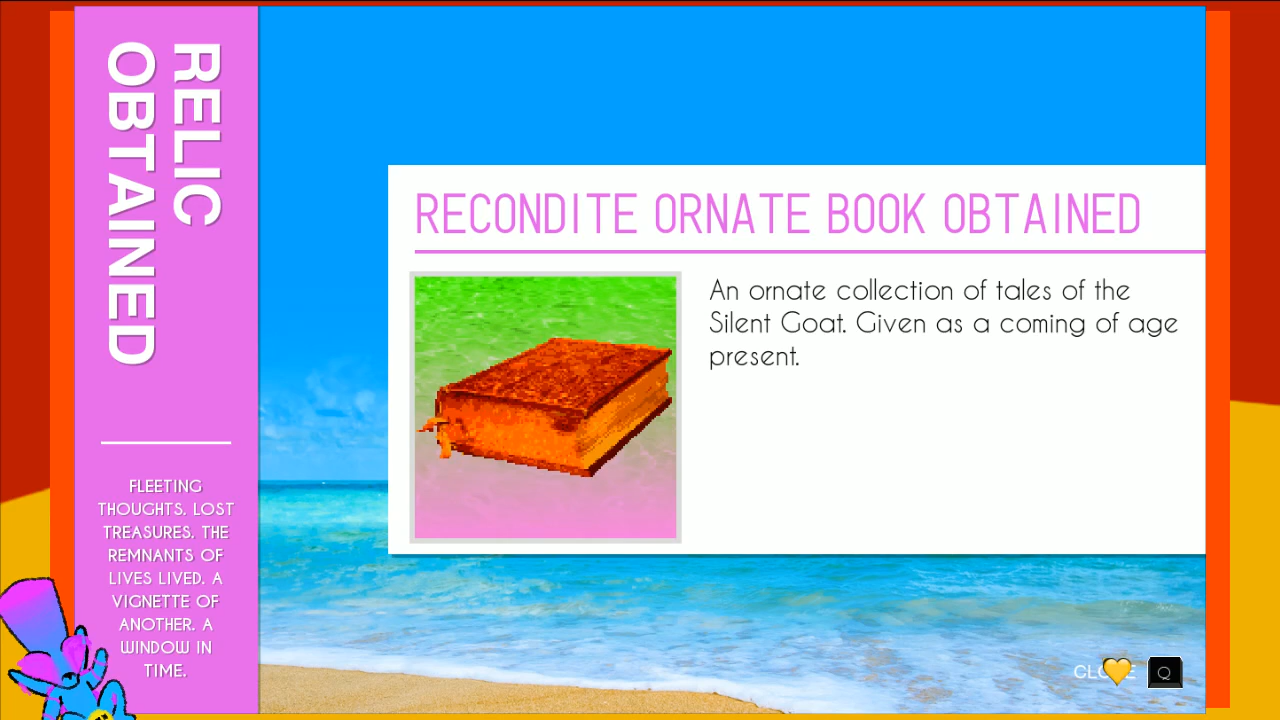 RELIC
OBTAINED
FLEETING
THOUGHTS. LOST
TREASURES. THE
REMNANTS OF
LIVES LIVED. A
VIGNETTE OF
ANOTHER. A
WINDOW IN
TIME.
RECONDITE ORNATE BOOK OBTAINED
An ornate collection of tales of the
Silent Goat. Given as a coming of age
present.
CLOSE
Q